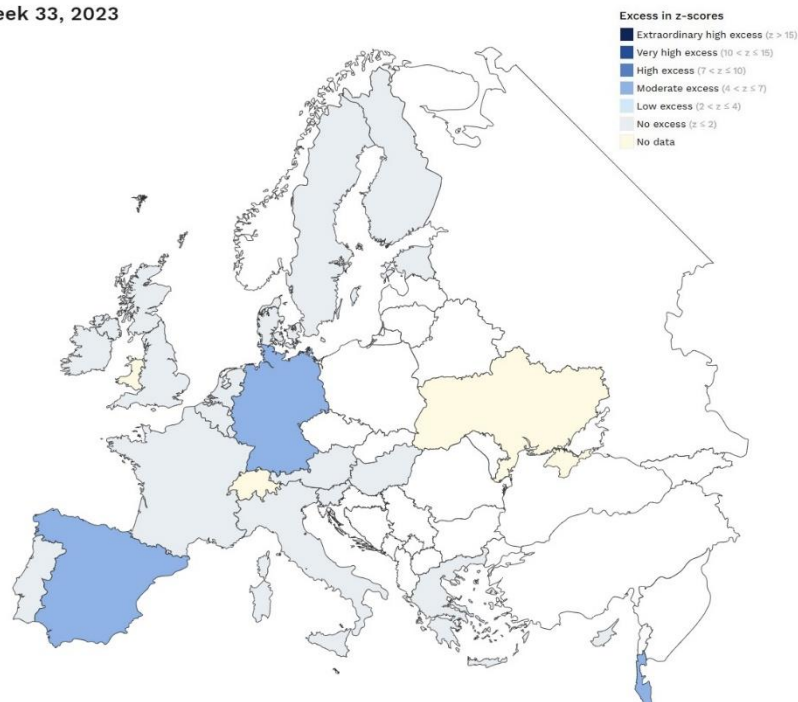 eek 33, 2023
Excess in z-scores
Extraordinary high excess (z > 15)
Very high excess (10 < z ≤ 15)
High excess (7 < z ≤ 10)
Moderate excess (4 < z ≤ 7)
Low excess (2 < z ≤ 4)
No excess (z ≤ 2)
No data